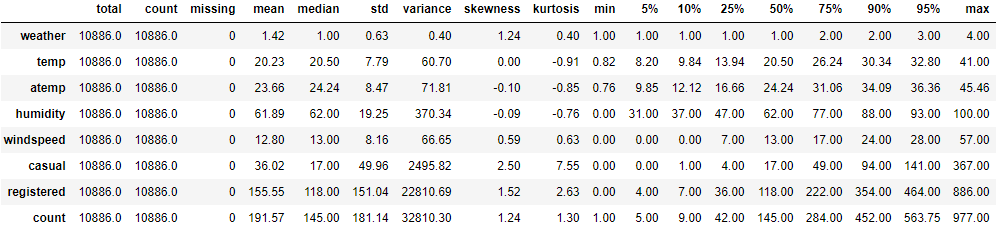 total count missing mean median std variance skewness kurtosis min 5% 10% 25% 50% 75% 90% 95% max
weather 10886.0 10886.0 0 1.42 1.00 0.63 0.40 1.24 0.40 1.00 1.00 1.00 1.00 1.00 2.00 2.00 3.00 4.00
temp 10886.0 10886.0 0 20.23 20.50 7.79 60.70 0.00 -0.91 0.82 8.20 9.84 13.94 20.50 26.24 30.34 32.80 41.00
atemp 10886.0 10886.0 0 23.66 24.24 8.47 71.81 -0.10 -0.85 0.76 9.85 12.12 16.66 24.24 31.06 34.09 36.36 45.46
humidity 10886.0 10886.0 0 61.89 62.00 19.25 370.34 -0.09 -0.76 0.00 31.00 37.00 47.00 62.00 77.00 88.00 93.00 100.00
windspeed 10886.0 10886.0 0 12.80 13.00 8.16 66.65 0.59 0.63 0.00 0.00 0.00 7.00 13.00 17.00 24.00 28.00 57.00
casual 10886.0 10886.0 0 36.02 17.00 49.96 2495.82 2.50 7.55 0.00 0.00 1.00 4.00 17.00 49.00 94.00 141.00 367.00
registered 10886.0 10886.0 0 155.55 118.00 151.04 22810.69 1.52 2.63 0.00 4.00 7.00 36.00 118.00 222.00 354.00 464.00 886.00
count 10886.0 10886.0 0 191.57 145.00 181.14 32810.30 1.24 1.30 1.00 5.00 9.00 42.00 145.00 284.00 452.00 563.75 977.00